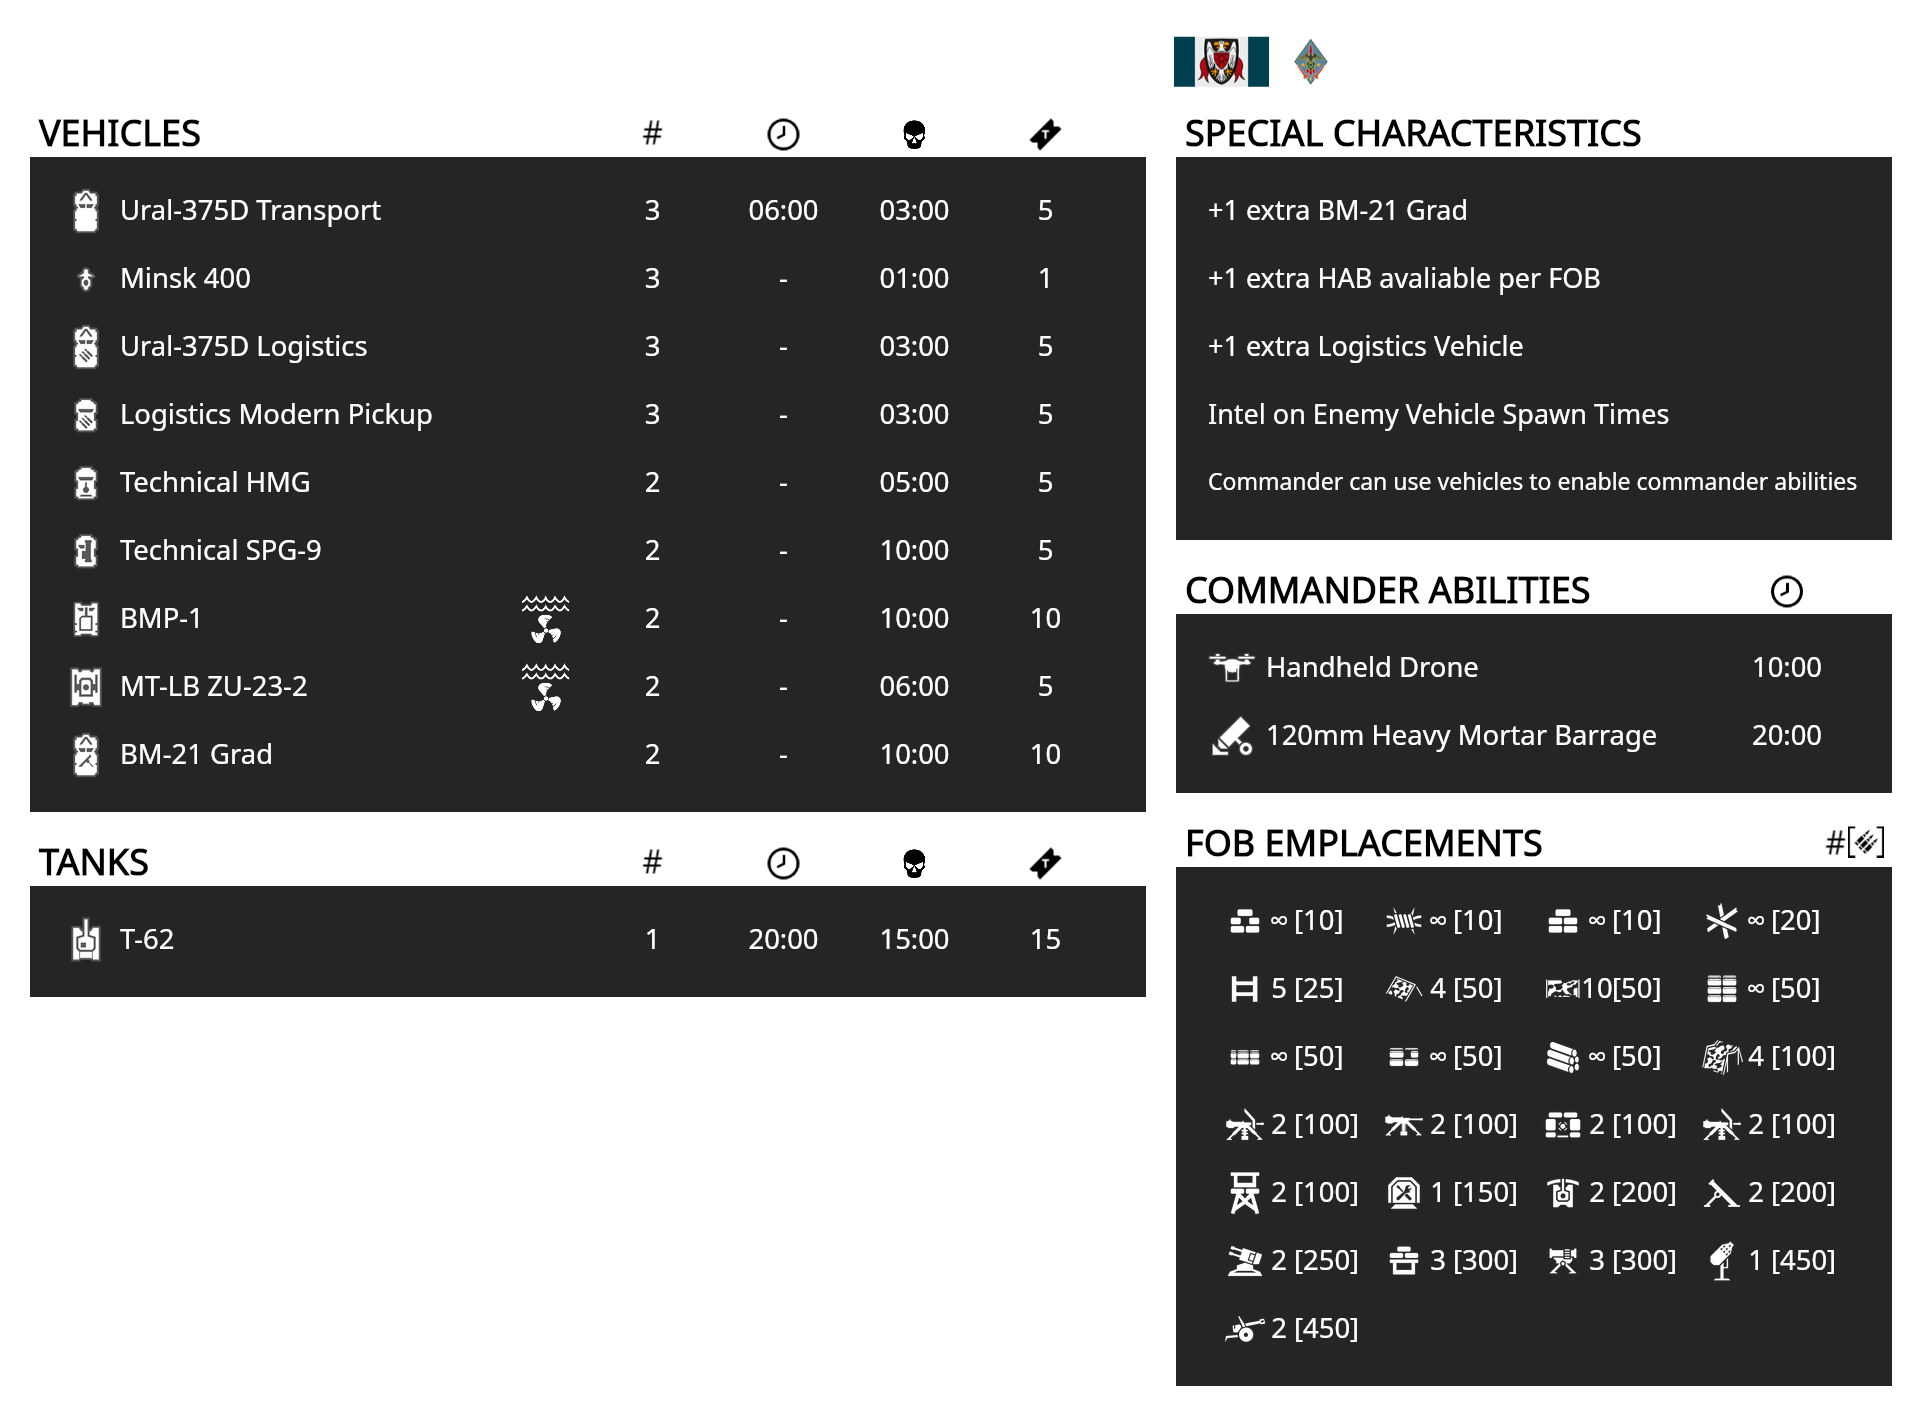 VEHICLES #
Ural-375D Transport 3 06:00 03:00 5
Minsk 400 3 - 01:00 1
Ural-375D Logistics 3 - 03:00 5
Logistics Modern Pickup 3 - 03:00 5
Technical HMG 2 - 05:00 5
Technical SPG-9 2 - 10:00 5
BMP-1 2 - 10:00 10
MT-LB ZU-23-2 2 - 06:00 5
BM-21 Grad 2 - 10:00 10
TANKS #
T-62 1 20:00 15:00 15
SPECIAL CHARACTERISTICS
+1 extra BM-21 Grad
+1 extra HAB avaliable per FOB
+1 extra Logistics Vehicle
Intel on Enemy Vehicle Spawn Times
Commander can use vehicles to enable commander abilities
COMMANDER ABILITIES
Handheld Drone 10:00
120mm Heavy Mortar Barrage 20:00
FOB EMPLACEMENTS #[ ]
∞ [10] ∞ [10] ∞ [10] ∞ [20]
5 [25] 4 [50] 10[50] ∞ [50]
∞ [50] ∞ [50] ∞ [50] 4 [100]
2 [100] 2 [100] 2 [100] 2 [100]
2 [100] 1 [150] 2 [200] 2 [200]
2 [250] 3 [300] 3 [300] 1 [450]
2 [450]